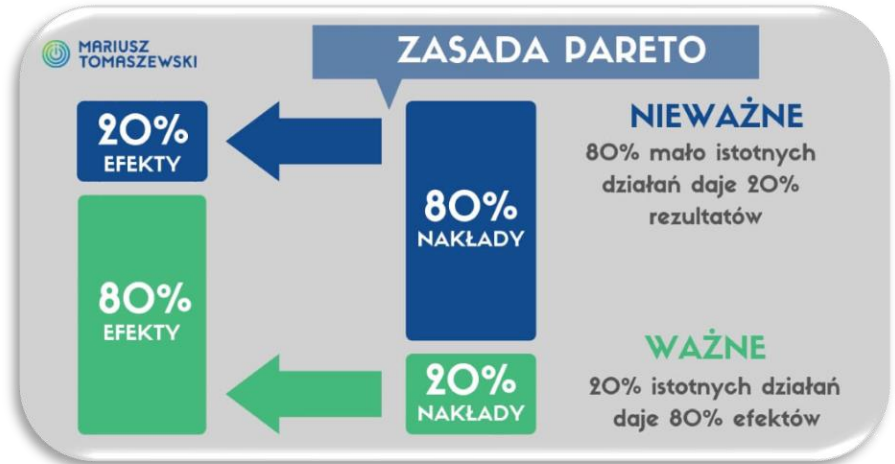 MARIUSZ
TOMASZEWSKI
ZASADA PARETO
20%
EFEKTY
80%
EFEKTY
80%
NAKŁADY
20%
NAKŁADY
NIEWAŻNE
80% mało istotnych
działań daje 20%
rezultatów
WAŻNE
20% istotnych działań
daje 80% efektów